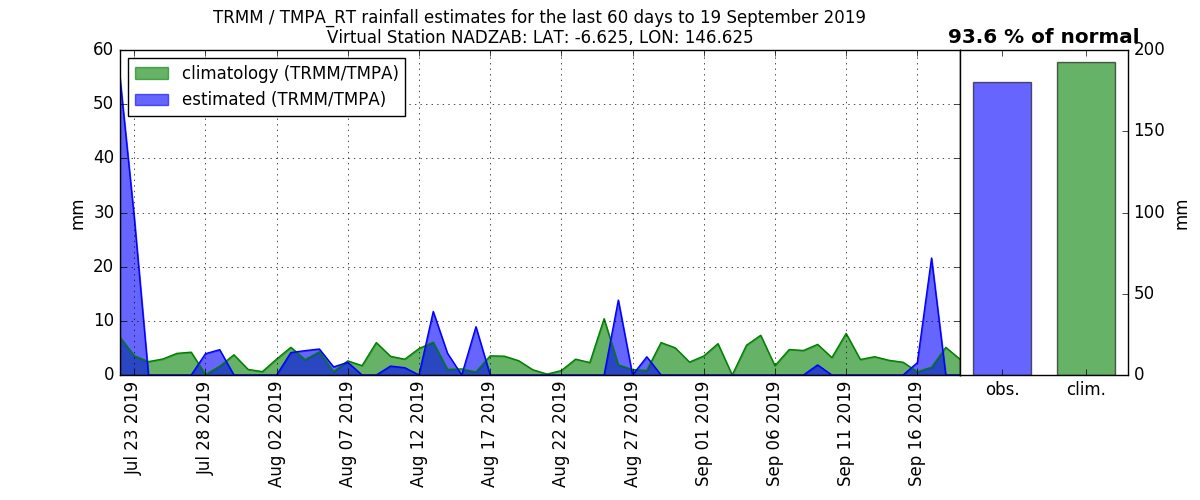 TRMM / TMPA_RT rainfall estimates for the last 60 days to 19 September 2019
Virtual Station NADZAB: LAT: -6.625, LON: 146.625
93.6 % of normal
climatology (TRMM/TMPA)
estimated (TRMM/TMPA)
60
50
40
30
20
10
0
mm
200
150
100
50
0
mm
Jul 23 2019
Jul 28 2019
Aug 02 2019
Aug 07 2019
Aug 12 2019
Aug 17 2019
Aug 22 2019
Aug 27 2019
Sep 01 2019
Sep 06 2019
Sep 11 2019
Sep 16 2019
obs.
clim.